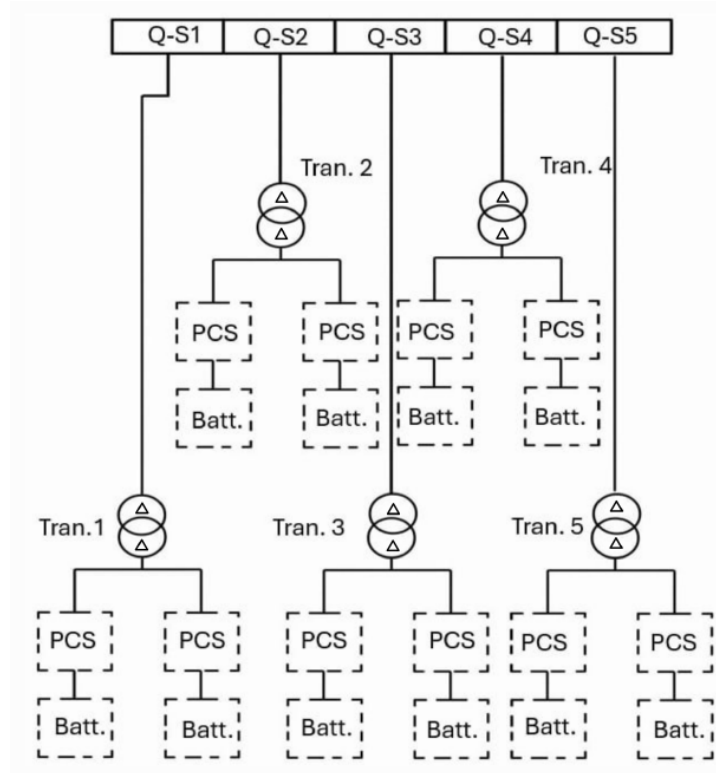 Q-S1 Q-S2 Q-S3 Q-S4 Q-S5
Tran. 2 Tran. 4
Δ Δ
Δ Δ
PCS PCS PCS PCS
Batt. Batt. Batt. Batt.
Δ Δ Δ
Tran.1 Tran. 3 Tran. 5
Δ Δ Δ
PCS PCS PCS PCS PCS PCS
Batt. Batt. Batt. Batt. Batt. Batt.